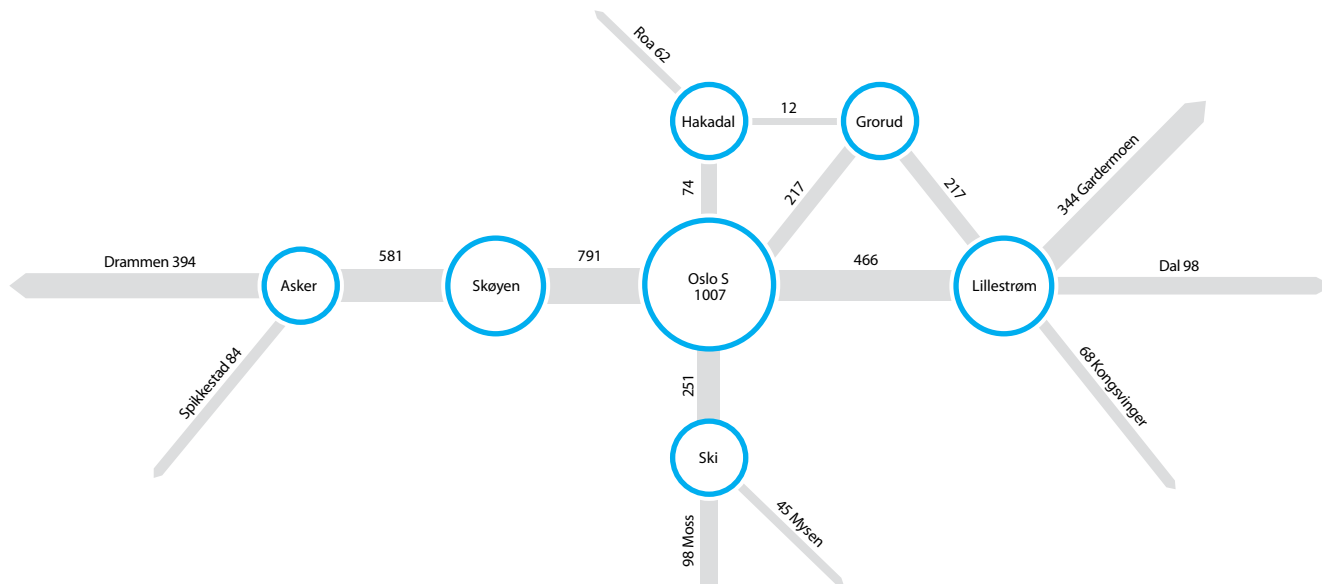 Roa 62
Hakadal
12
Grorud
344 Gardermoen
74
217
217
Drammen 394
581
791
466
Dal 98
Asker
Skøyen
Oslo S
1007
Lillestrøm
Spikkestad 84
251
68 Kongsvinger
Ski
98 Moss
45 Mysen